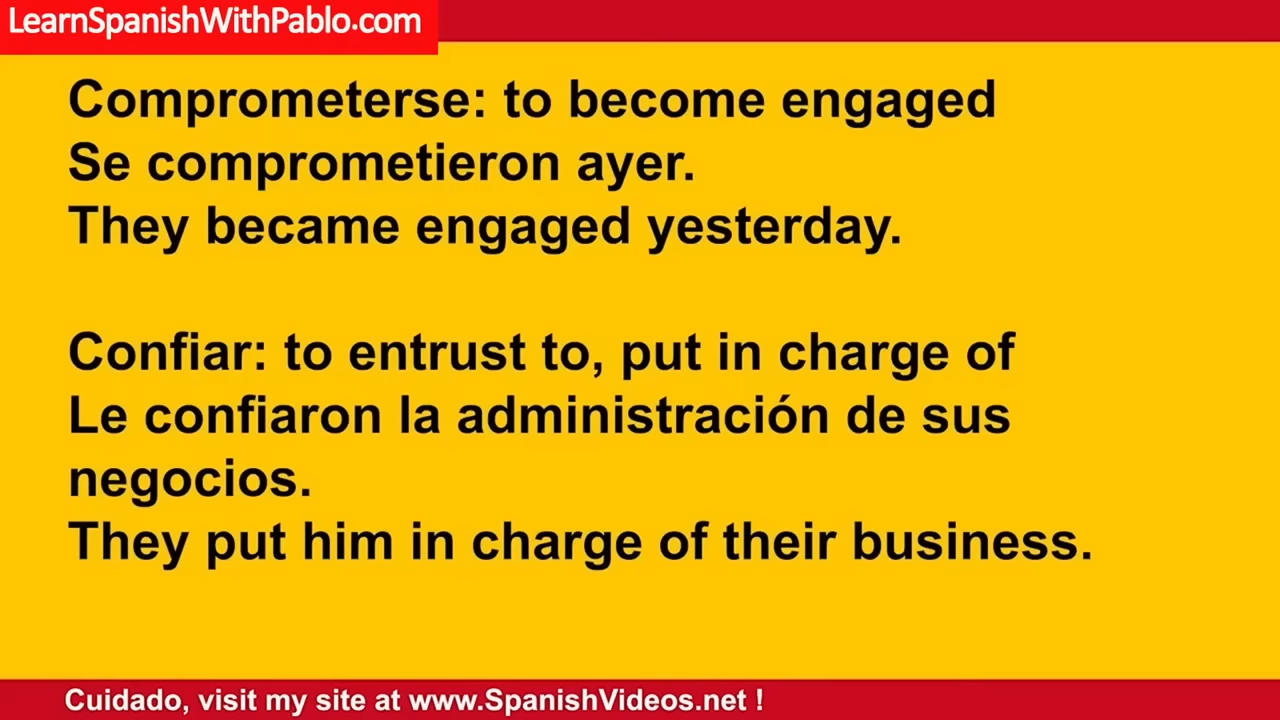 LearnSpanishWithPablo.com
Comprometerse: to become engaged
Se comprometieron ayer.
They became engaged yesterday.
Confiar: to entrust to, put in charge of
Le confiaron la administración de sus
negocios.
They put him in charge of their business.
Cuidado, visit my site at www.SpanishVideos.net !